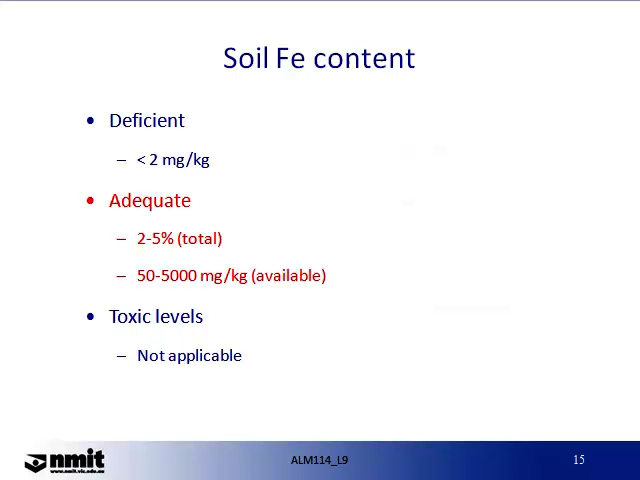 Soil Fe content
• Deficient
– < 2 mg/kg
• Adequate
– 2-5% (total)
– 50-5000 mg/kg (available)
• Toxic levels
– Not applicable
nmit
www.nmit.vic.edu.au
ALM114_L9
15